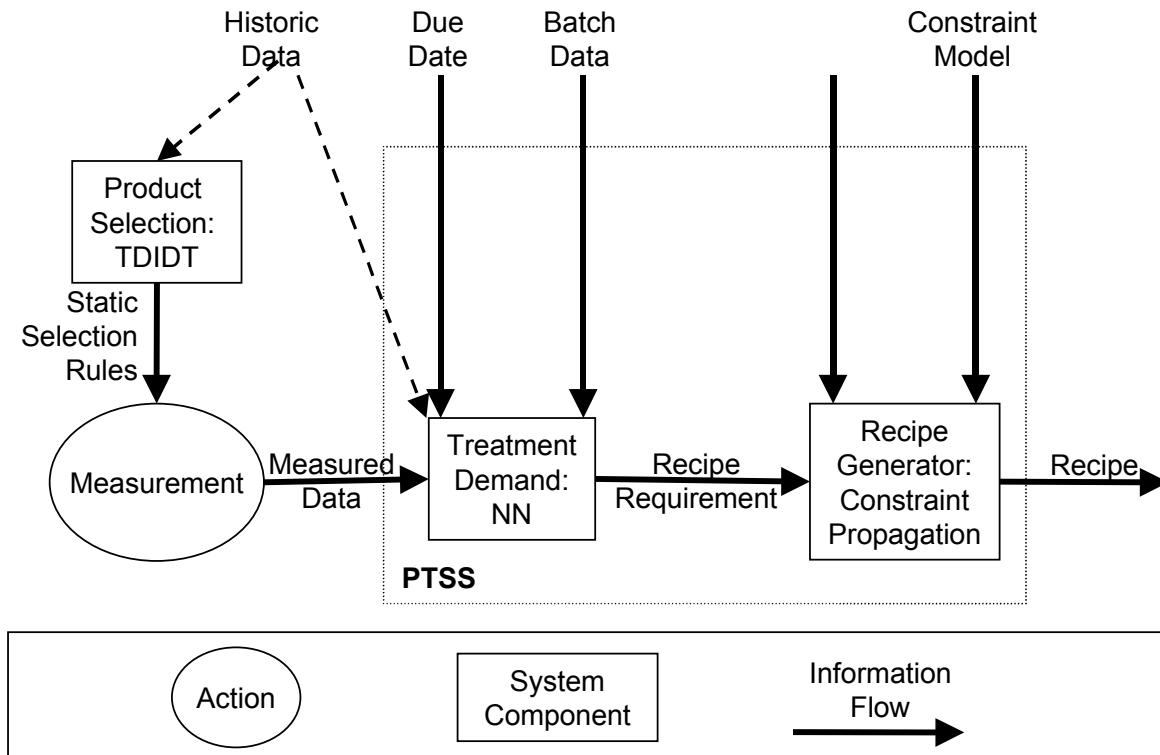 Historic
Data
Due
Date
Batch
Data
Constraint
Model
Product
Selection:
TDIDT
Static
Selection
Rules
Measurement
Measured
Data
Treatment
Demand:
NN
Recipe
Requirement
Recipe
Generator:
Constraint
Propagation
Recipe
PTSS
Action
System
Component
Information
Flow